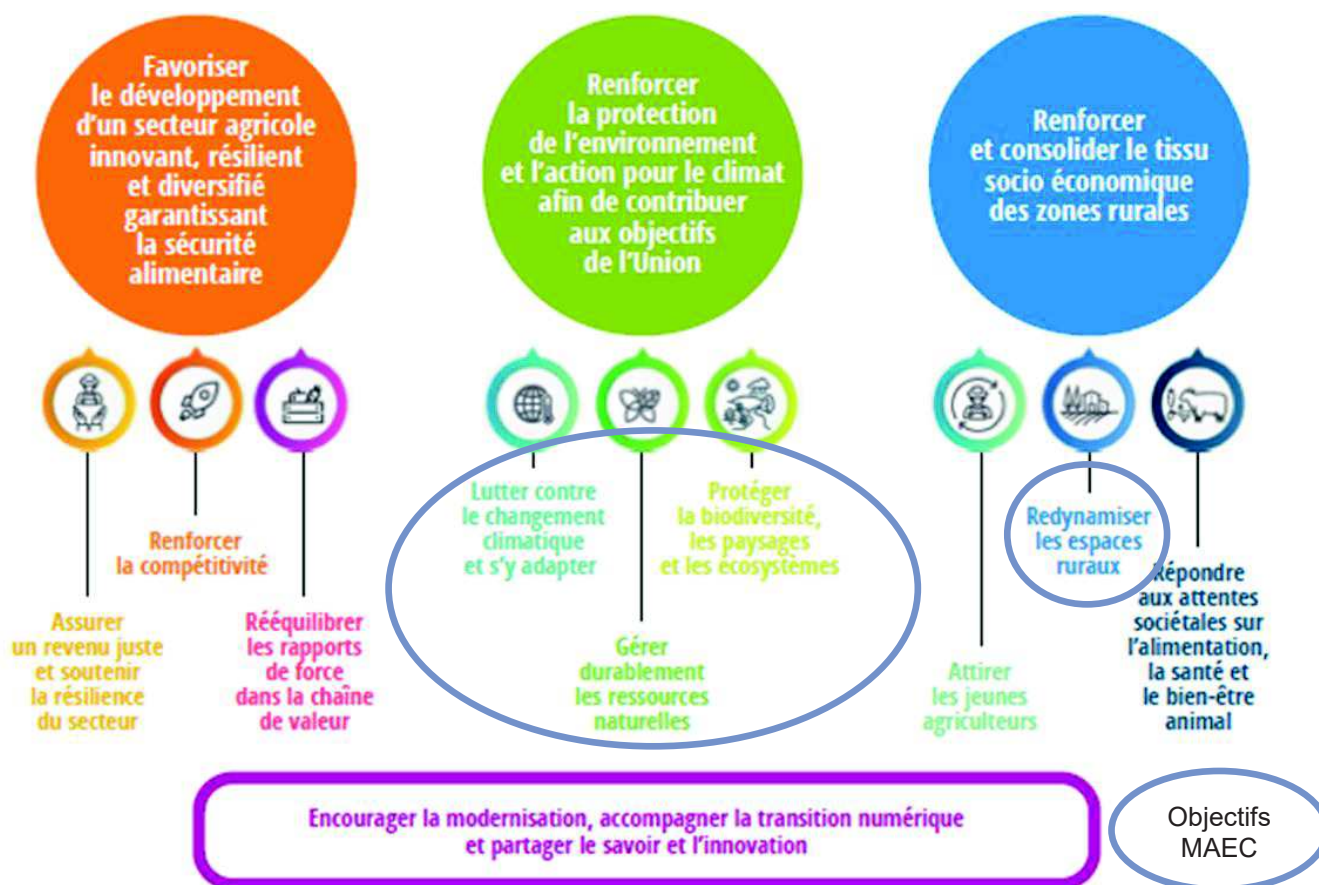 Favoriser
le développement
d'un secteur agricole
innovant, résilient
et diversifié
garantissant
la sécurité
alimentaire
Renforcer
la protection
de l'environnement
et l'action pour le climat
afin de contribuer
aux objectifs
de l'Union
Renforcer
et consolider le tissu
socio économique
des zones rurales
Assurer
un revenu juste
et soutenir
la résilience
du secteur
Renforcer
la compétitivité
Rééquilibrer
les rapports
de force
dans la chaîne
de valeur
Lutter contre
le changement
climatique
et s'y adapter
Gérer
durablement
les ressources
naturelles
Protéger
la biodiversité,
les paysages
et les écosystèmes
Attirer
les jeunes
agriculteurs
Redynamiser
les espaces
ruraux
Répondre
aux attentes
sociétales sur
l'alimentation,
la santé et
le bien-être
animal
Encourager la modernisation, accompagner la transition numérique
et partager le savoir et l'innovation
Objectifs
MAEC